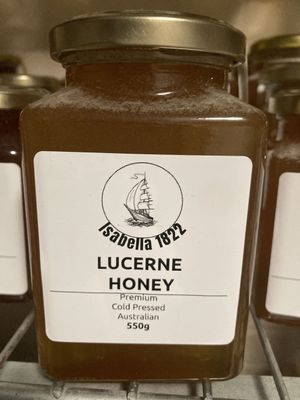 Isabella 1822
LUCERNE
HONEY
Premium
Cold Pressed
Australian
550g